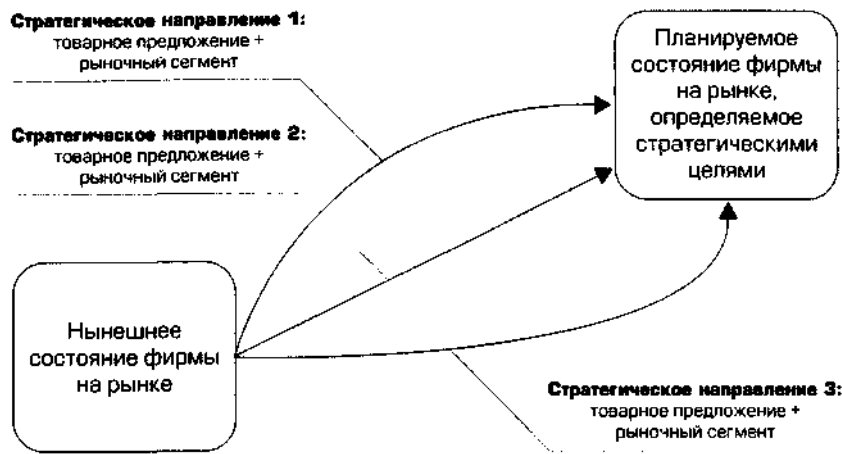 Стратегическое направление 1:
товарное предложение +
рыночный сегмент
Стратегическое направление 2:
товарное предложение +
рыночный сегмент
Планируемое
состояние фирмы
на рынке,
определяемое
стратегическими
целями
Нынешнее
состояние фирмы
на рынке
Стратегическое направление 3:
товарное предложение +
рыночный сегмент